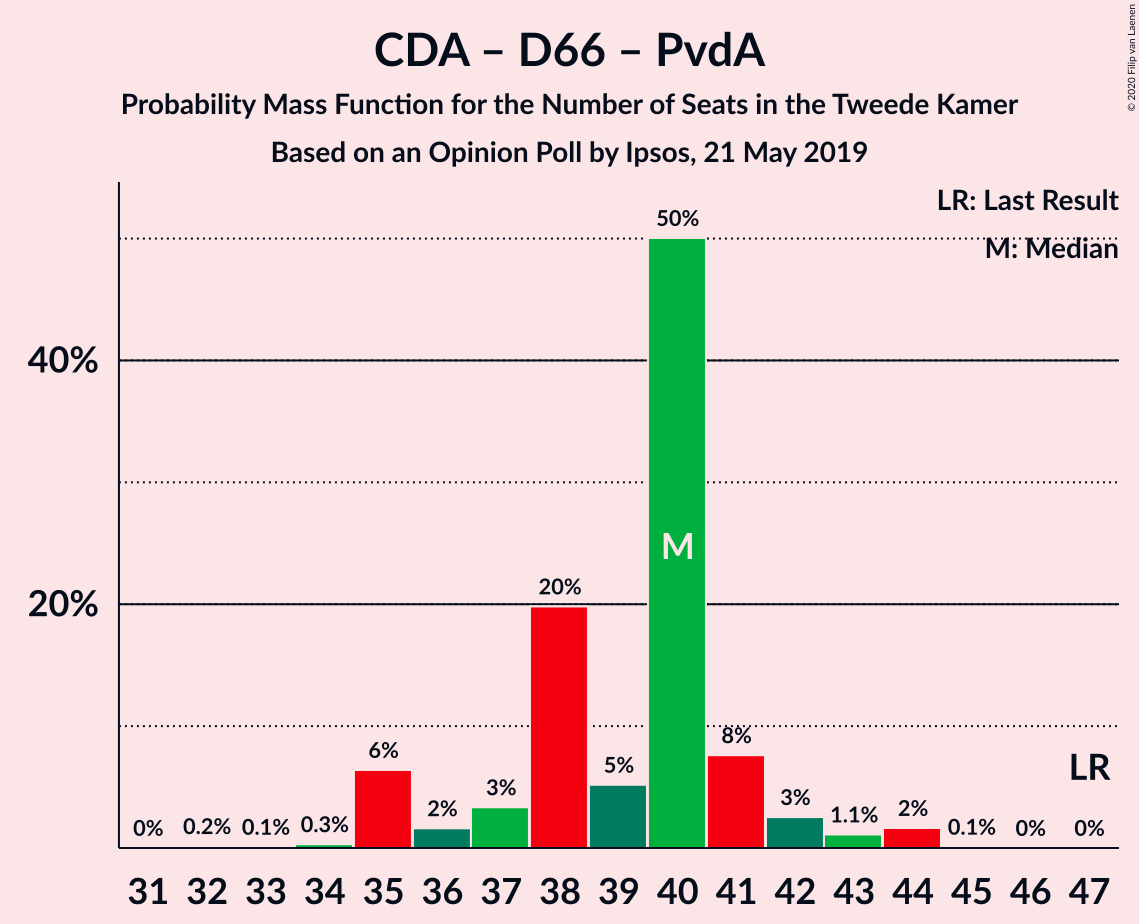 CDA – D66 – PvdA
Probability Mass Function for the Number of Seats in the Tweede Kamer
Based on an Opinion Poll by Ipsos, 21 May 2019
© 2020 Filip van Laenen
LR: Last Result
M: Median
50%
40%
M
20%
20%
8%
6%
5%
LR
3%
3%
2%
2%
1.1%
0.3%
0.2%
0.1%
0.1%
0%
0%
0%
31 32 33 34 35 36 37 38 39 40 41 42 43 44 45 46 47